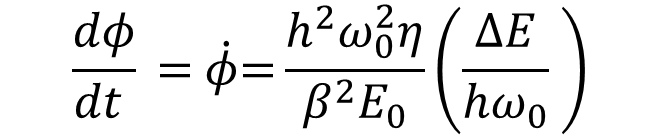 dϕ/dt = ϕ̇ = h²ω₀²η/β²E₀ (ΔE/hω₀)